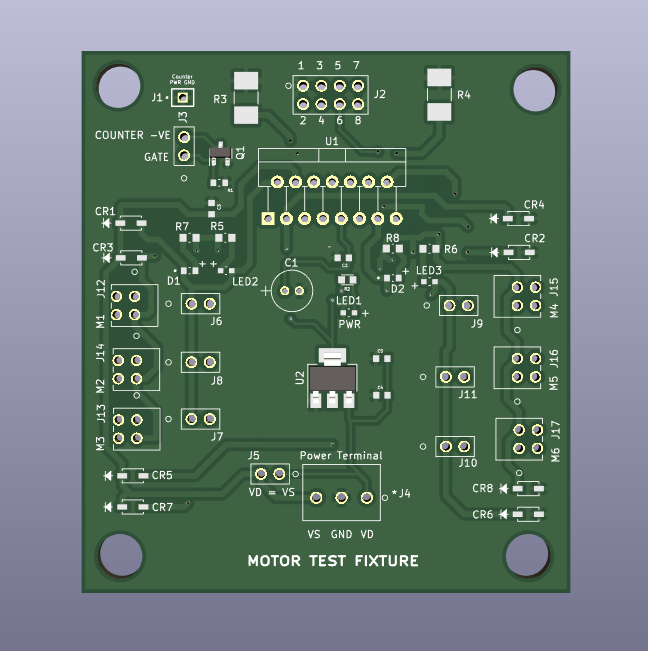 1 3 5 7
Counter
PWR GND
J1
R3
J2
R4
J3
2 4 6 8
COUNTER -VE
GATE
Q1
U1
CR1
CR4
R7 R5
R8
R6
CR3
CR2
D1
LED2
C1
LED3
D2
R2
LED1
PWR
J12
M1
J6
J9
J15
M4
J14
M2
J8
U2
J11
J16
M5
J13
M3
J7
J10
J17
M6
J5
VD = VS
Power Terminal
*J4
CR5
CR8
CR7
CR6
VS GND VD
MOTOR TEST FIXTURE